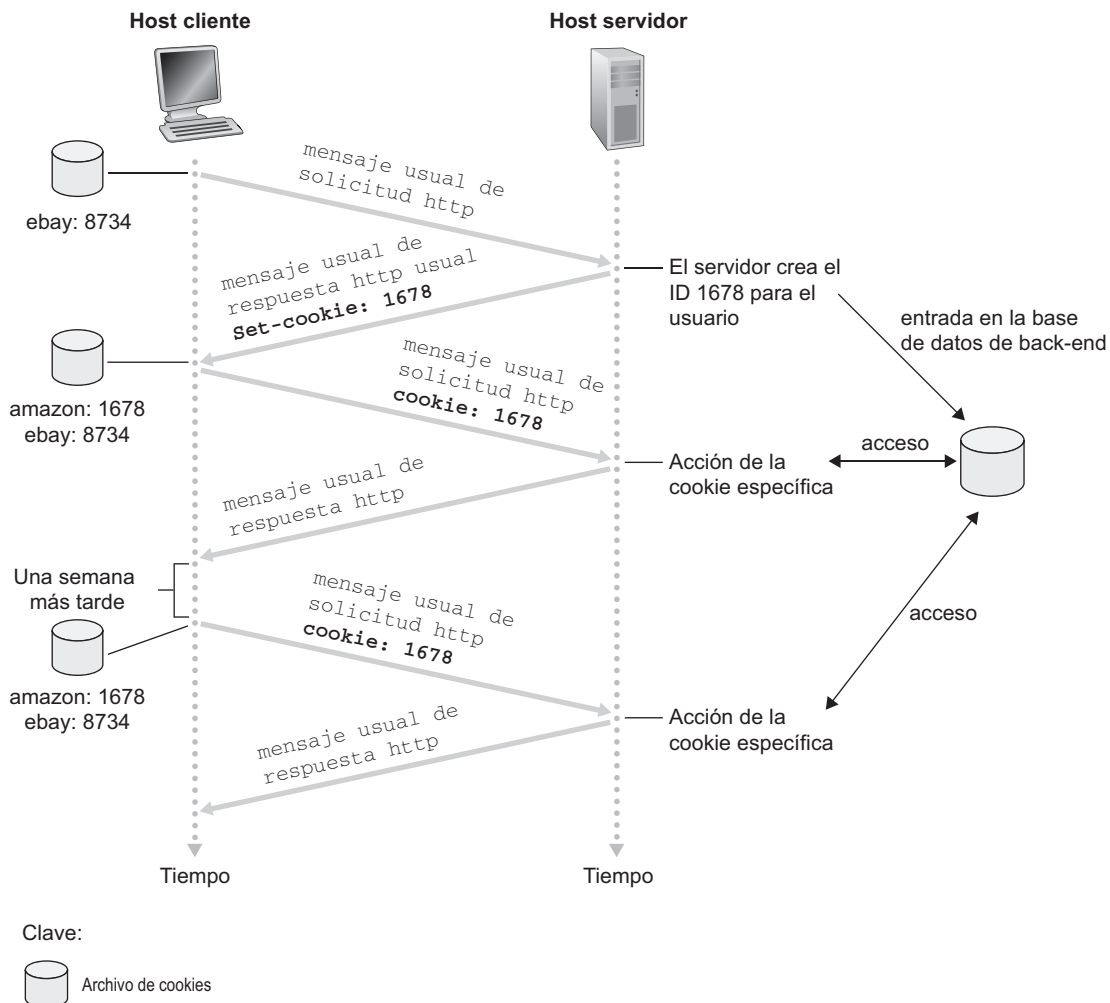 Host cliente
Host servidor
ebay: 8734
mensaje usual de
solicitud http
mensaje usual de
respuesta http usual
Set-cookie: 1678
El servidor crea el
ID 1678 para el
usuario
entrada en la base
de datos de back-end
amazon: 1678
ebay: 8734
mensaje usual de
solicitud http
cookie: 1678
Acción de la
cookie específica
acceso
mensaje usual de
respuesta http
Una semana
más tarde
amazon: 1678
ebay: 8734
mensaje usual de
solicitud http
cookie: 1678
acceso
Acción de la
cookie específica
mensaje usual de
respuesta http
Tiempo
Tiempo
Clave:
Archivo de cookies